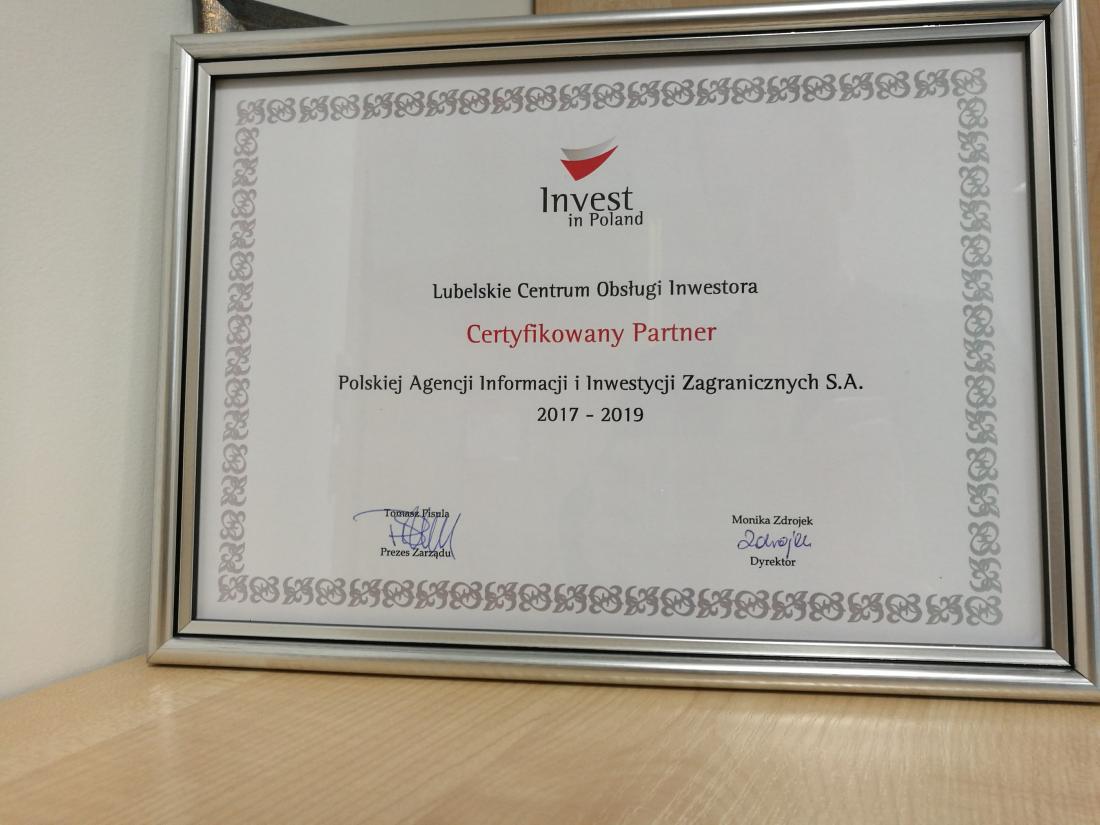 Invest
in Poland
Lubelskie Centrum Obsługi Inwestora
Certyfikowany Partner
Polskiej Agencji Informacji i Inwestycji Zagranicznych S.A.
2017 - 2019
Tomasz Pisula
Prezes Zarządu
Monika Zdrojek
Zdrojek
Dyrektor